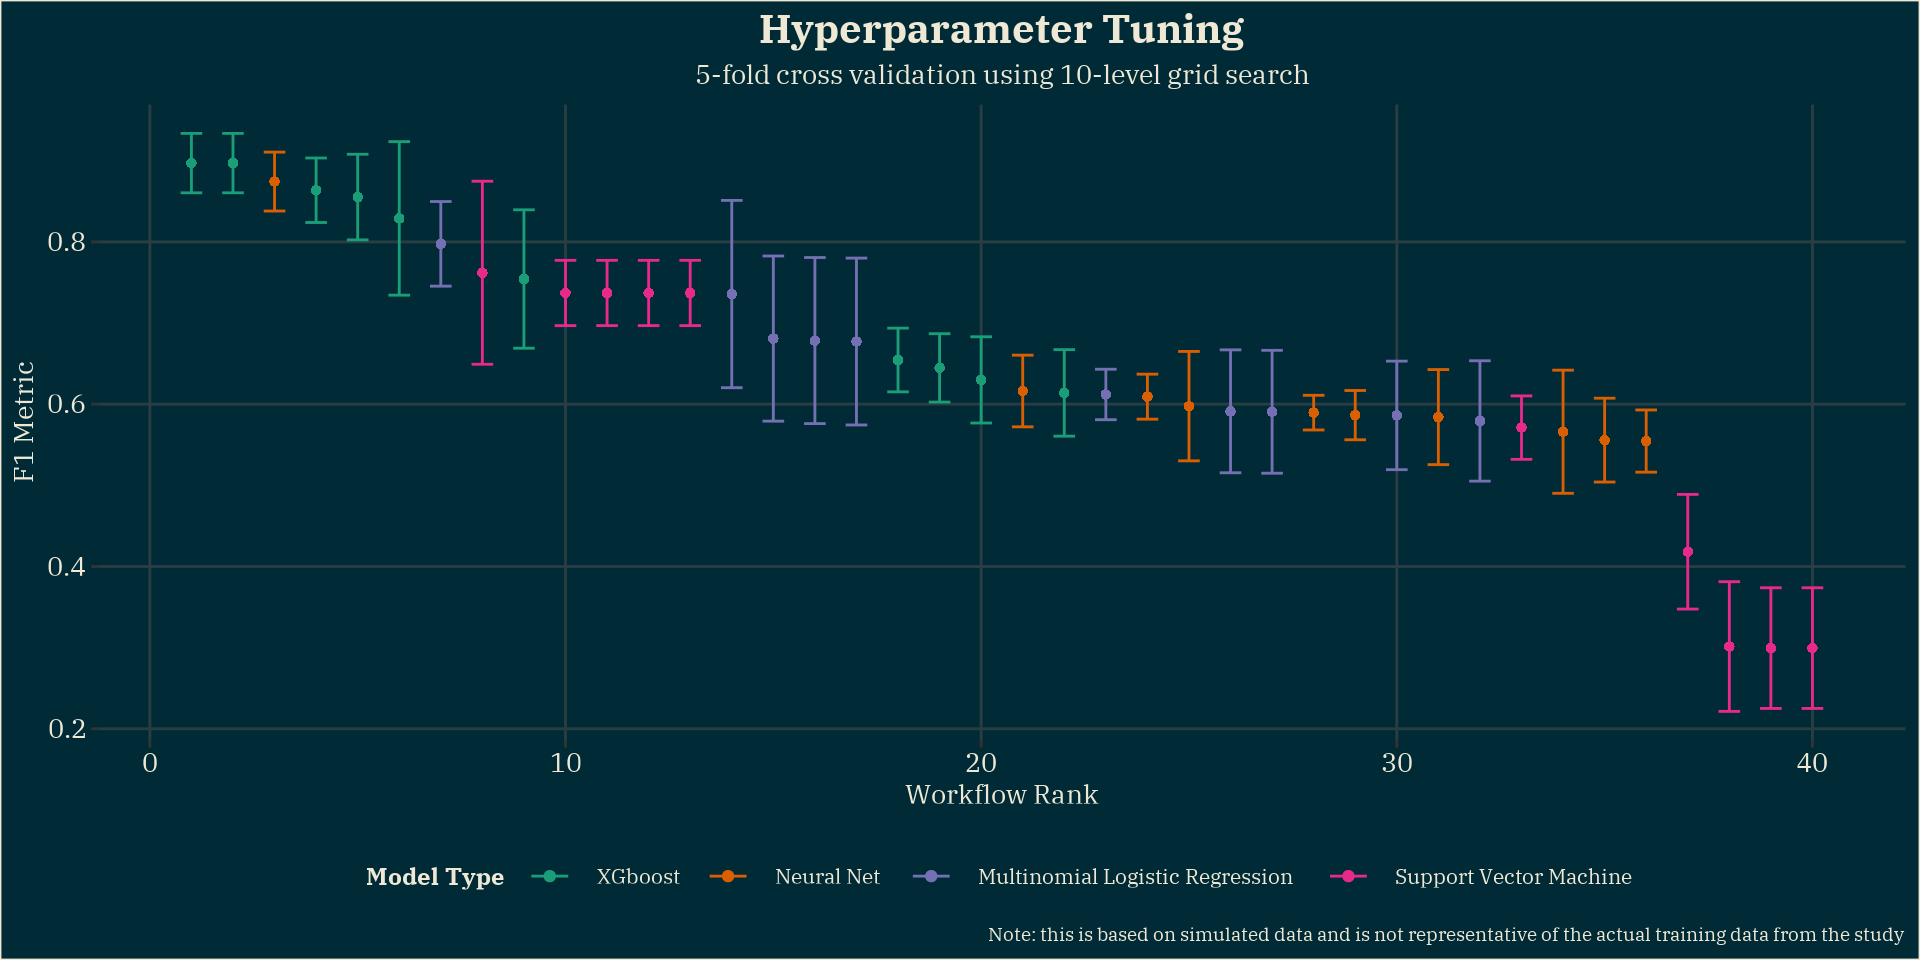 Hyperparameter Tuning
5-fold cross validation using 10-level grid search
F1 Metric
0.8
0.6
0.4
0.2
0 10 20 30 40
Workflow Rank
Model Type XGboost Neural Net Multinomial Logistic Regression Support Vector Machine
Note: this is based on simulated data and is not representative of the actual training data from the study